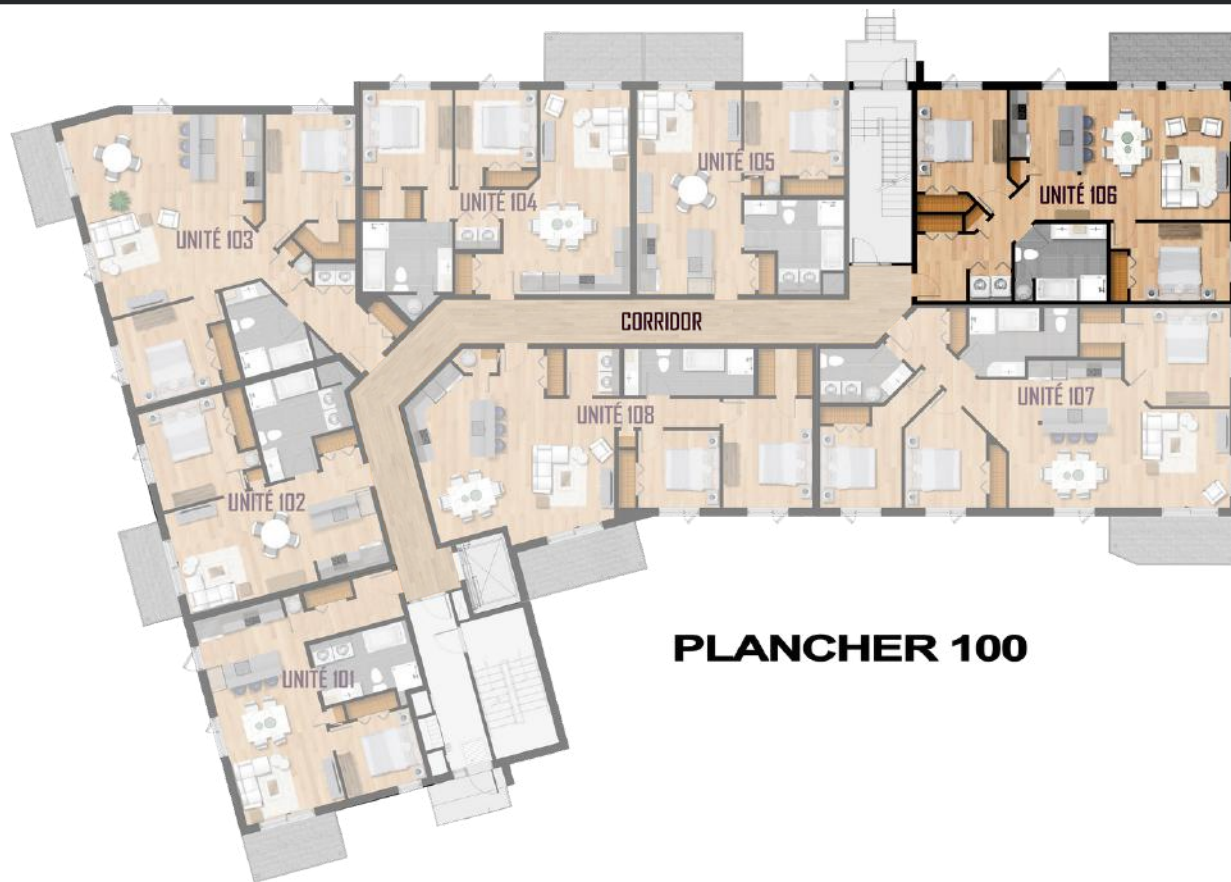 UNITÉ 103
UNITÉ 104
UNITÉ 105
UNITÉ 106
CORRIDOR
UNITÉ 102
UNITÉ 108
UNITÉ 107
UNITÉ 101
PLANCHER 100